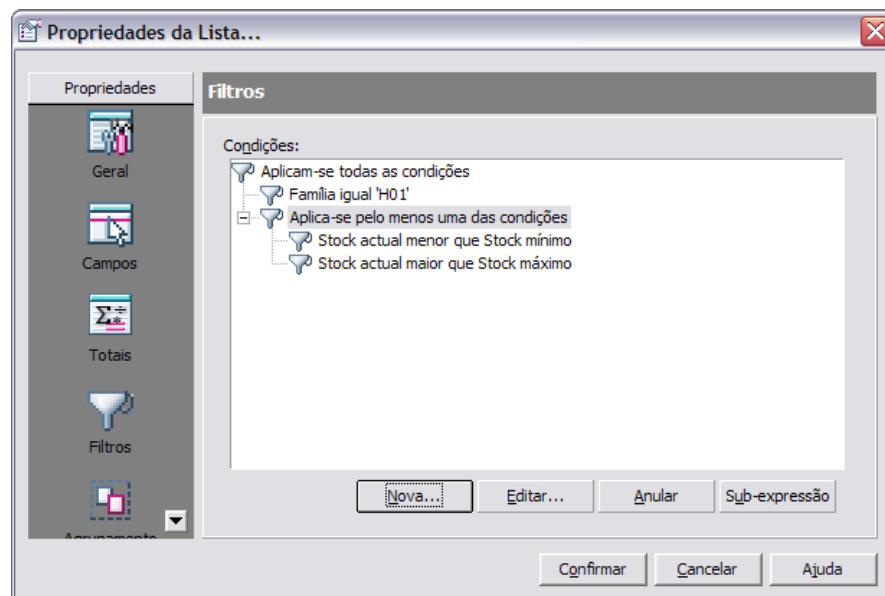 Propriedades da Lista...
Propriedades
Geral
Campos
Totais
Filtros
Agrupamento
Filtros
Condições:
Aplicam-se todas as condições
Família igual 'H01'
Aplica-se pelo menos uma das condições
Stock actual menor que Stock mínimo
Stock actual maior que Stock máximo
Nova...
Editar...
Anular
Sub-expressão
Confirmar
Cancelar
Ajuda